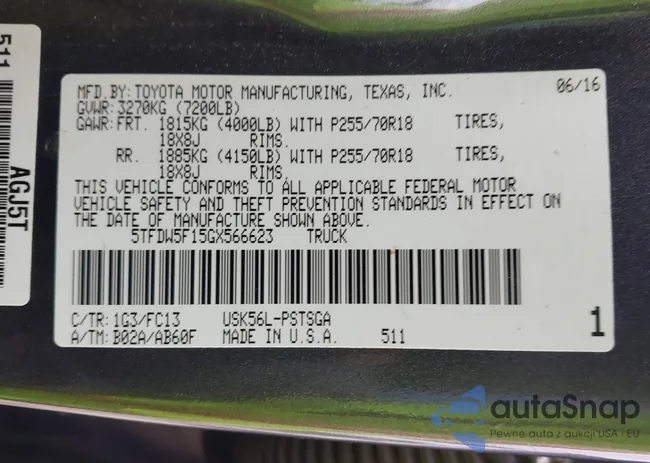 511
AGJ5T
MFD.BY: TOYOTA MOTOR MANUFACTURING, TEXAS, INC. 06/16
GVWR: 3270KG (7200LB)
GAWR: FRT. 1815KG (4000LB) WITH P255/70R18 TIRES,
18X8J RIMS.
RR. 1885KG (4150LB) WITH P255/70R18 TIRES,
18X8J RIMS.
THIS VEHICLE CONFORMS TO ALL APPLICABLE FEDERAL MOTOR
VEHICLE SAFETY AND THEFT PREVENTION STANDARDS IN EFFECT ON
THE DATE OF MANUFACTURE SHOWN ABOVE.
5TFDW5F15GX566623 TRUCK
C/TR: 1G3/FC13 USK56L-PSTSGA
A/TM: B02A/AB60F MADE IN U.S.A. 511
1
autaSnap
Pewne auta z aukcji USA i EU